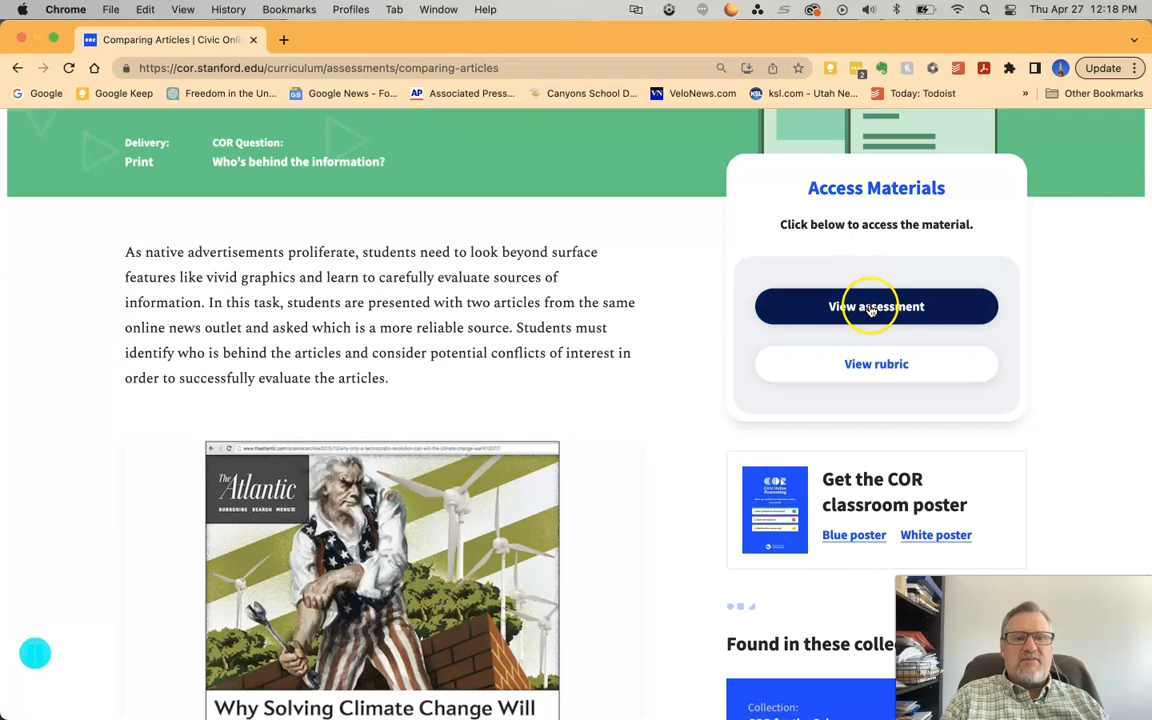 Chrome File Edit View History Bookmarks Profiles Tab Window Help Thu Apr 27 12:18 PM
Comparing Articles | Civic Onli
https://cor.stanford.edu/curriculum/assessments/comparing-articles 2 Update
Google Google Keep Freedom in the Un... Google News - Fo... AP Associated Press... Canyons School D... VeloNews.com KSL ksl.com - Utah Ne... Today: Todoist » Other Bookmarks
Delivery: COR Question:
Print Who's behind the information?
Access Materials
Click below to access the material.
View assessment
View rubric
As native advertisements proliferate, students need to look beyond surface
features like vivid graphics and learn to carefully evaluate sources of
information. In this task, students are presented with two articles from the same
online news outlet and asked which is a more reliable source. Students must
identify who is behind the articles and consider potential conflicts of interest in
order to successfully evaluate the articles.
The Atlantic
SUBSCRIBE SEARCH MENU
Why Solving Climate Change Will
COR
Get the COR
classroom poster
Blue poster White poster
Found in these colle
Collection: